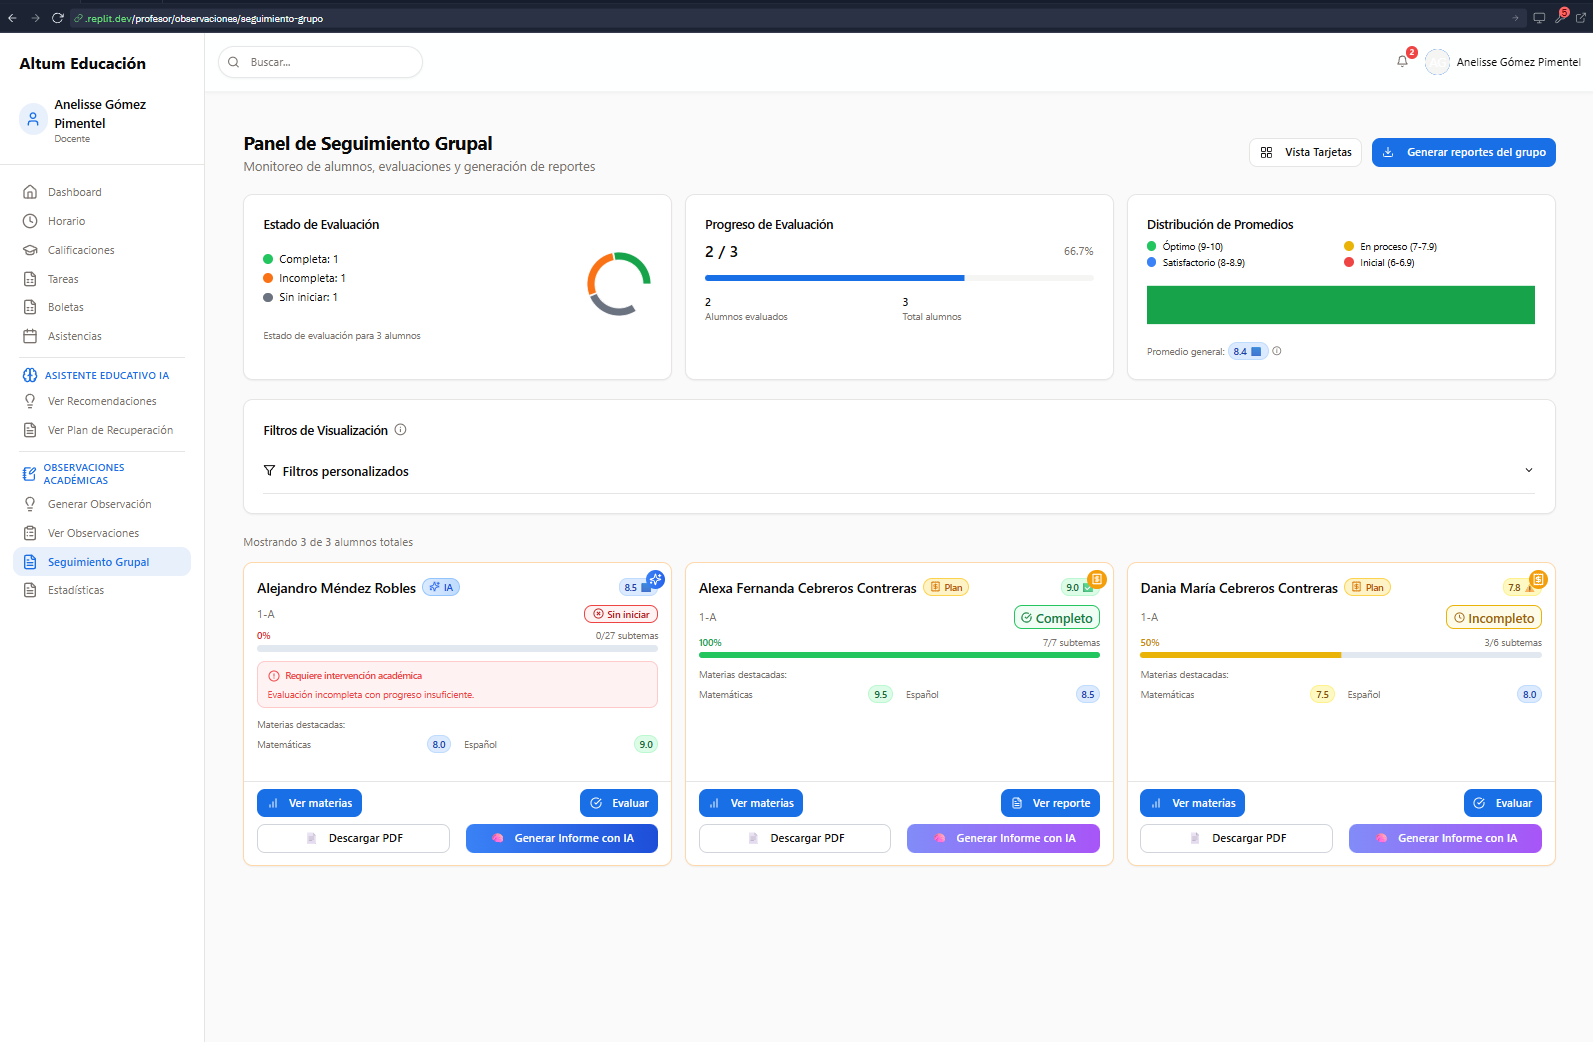 .replit.dev/profesor/observaciones/seguimiento-grupo
5
Altum Educación
Anelisse Gómez
Pimentel
Docente
Dashboard
Horario
Calificaciones
Tareas
Boletas
Asistencias
ASISTENTE EDUCATIVO IA
Ver Recomendaciones
Ver Plan de Recuperación
OBSERVACIONES
ACADÉMICAS
Generar Observación
Ver Observaciones
Seguimiento Grupal
Estadísticas
Buscar...
2
Anelisse Gómez Pimentel
Panel de Seguimiento Grupal
Monitoreo de alumnos, evaluaciones y generación de reportes
Vista Tarjetas
Generar reportes del grupo
Estado de Evaluación
Completa: 1
Incompleta: 1
Sin iniciar: 1
Estado de evaluación para 3 alumnos
Progreso de Evaluación
2 / 3
66.7%
2
Alumnos evaluados
3
Total alumnos
Distribución de Promedios
Óptimo (9-10)
En proceso (7-7.9)
Satisfactorio (8-8.9)
Inicial (6-6.9)
Promedio general: 8.4
Filtros de Visualización
Filtros personalizados
Mostrando 3 de 3 alumnos totales
Alejandro Méndez Robles IA 8.5
1-A Sin iniciar
0% 0/27 subtemas
Requiere intervención académica
Evaluación incompleta con progreso insuficiente.
Materias destacadas:
Matemáticas 8.0 Español 9.0
Ver materias Evaluar
Descargar PDF Generar Informe con IA
Alexa Fernanda Cebreros Contreras Plan 9.0
1-A Completo
100% 7/7 subtemas
Materias destacadas:
Matemáticas 9.5 Español 8.5
Ver materias Ver reporte
Descargar PDF Generar Informe con IA
Dania María Cebreros Contreras Plan 7.8
1-A Incompleto
50% 3/6 subtemas
Materias destacadas:
Matemáticas 7.5 Español 8.0
Ver materias Evaluar
Descargar PDF Generar Informe con IA